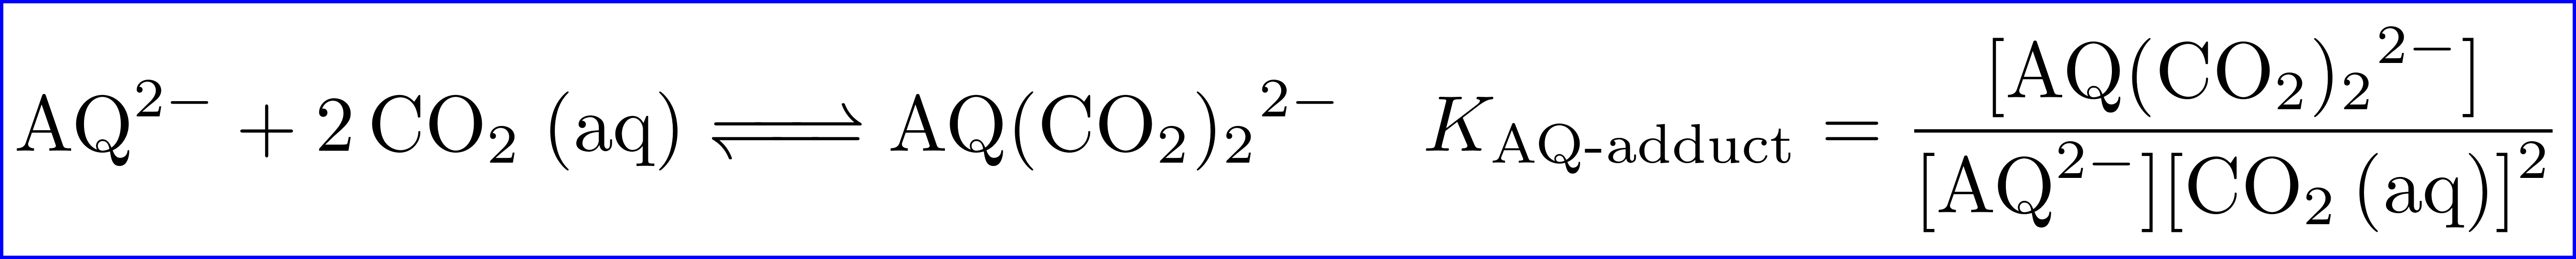 AQ²⁻ + 2 CO₂ (aq) ⇌ AQ(CO₂)₂²⁻ K_AQ-adduct = [AQ(CO₂)₂²⁻] / [AQ²⁻][CO₂ (aq)]²